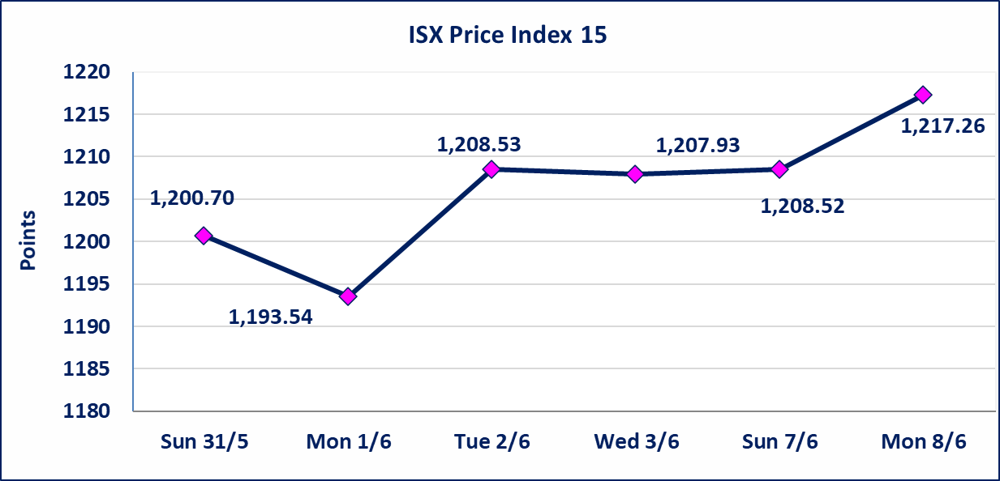 ISX Price Index 15
1220
1215
1210
1205
1200
1195
1190
1185
1180
Points
1,200.70
1,193.54
1,208.53
1,207.93
1,208.52
1,217.26
Sun 31/5
Mon 1/6
Tue 2/6
Wed 3/6
Sun 7/6
Mon 8/6